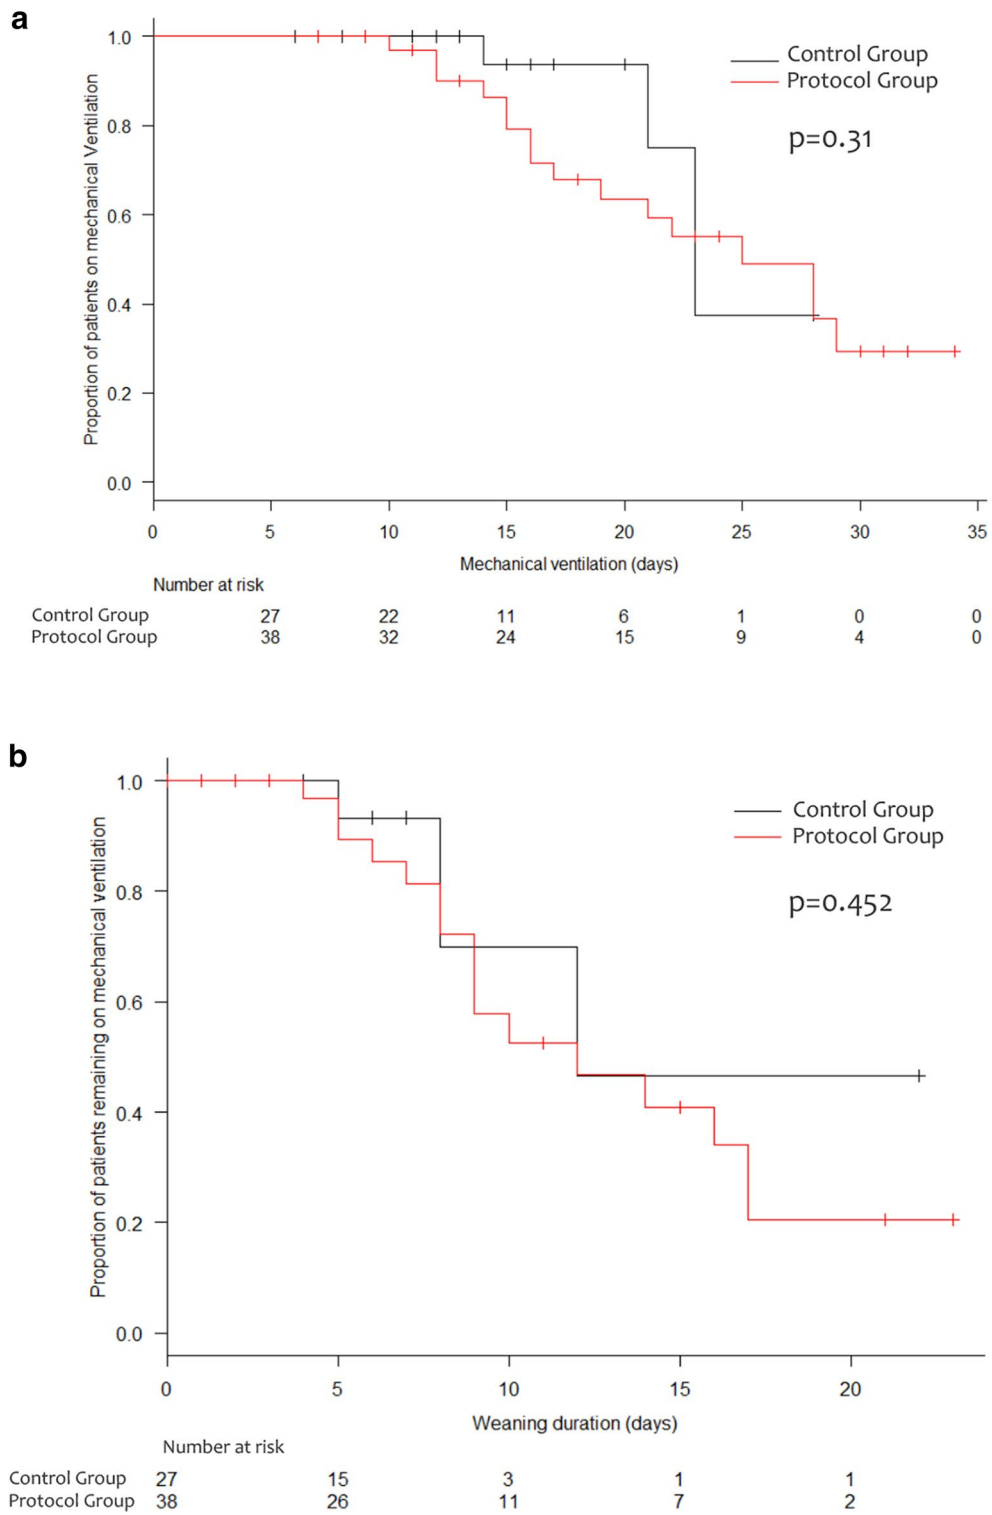 a
Proportion of patients on mechanical Ventilation
1.0
0.8
0.6
0.4
0.2
0.0
Control Group
Protocol Group
p=0.31
0 5 10 15 20 25 30 35
Mechanical ventilation (days)
Number at risk
Control Group 27 22 11 6 1 0 0
Protocol Group 38 32 24 15 9 4 0
b
Proportion of patients remaining on mechanical ventilation
1.0
0.8
0.6
0.4
0.2
0.0
Control Group
Protocol Group
p=0.452
0 5 10 15 20
Weaning duration (days)
Number at risk
Control Group 27 15 3 1 1
Protocol Group 38 26 11 7 2